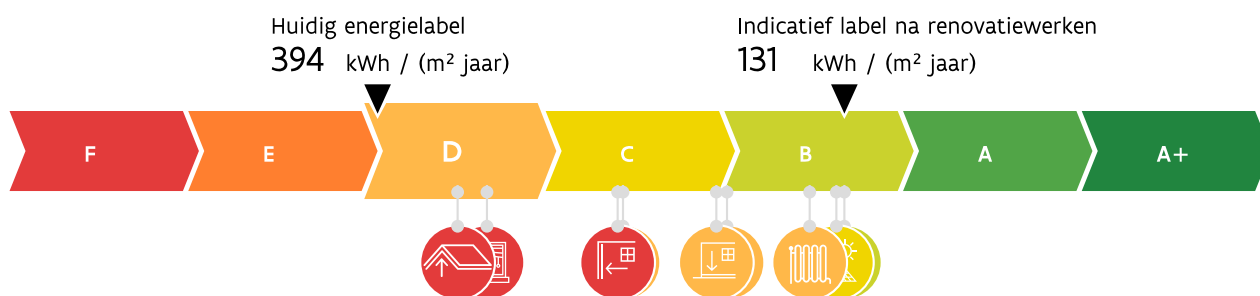 Huidig energielabel
394 kWh / (m² jaar)
Indicatief label na renovatiewerken
131 kWh / (m² jaar)
F E D C B A A+